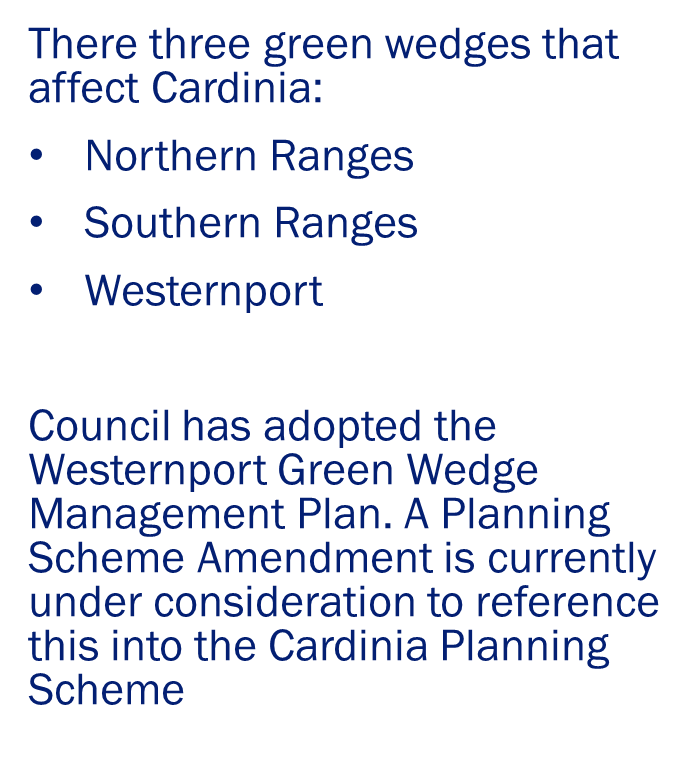 There three green wedges that
affect Cardinia:
• Northern Ranges
• Southern Ranges
• Westernport
Council has adopted the
Westernport Green Wedge
Management Plan. A Planning
Scheme Amendment is currently
under consideration to reference
this into the Cardinia Planning
Scheme